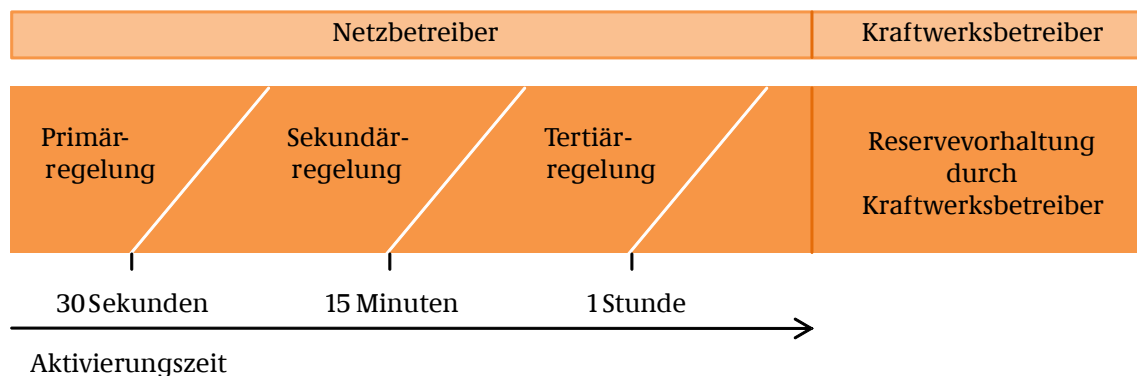 Netzbetreiber
Kraftwerksbetreiber
Primär-
regelung
Sekundär-
regelung
Tertiär-
regelung
Reservevorhaltung
durch
Kraftwerksbetreiber
30 Sekunden
15 Minuten
1 Stunde
Aktivierungszeit